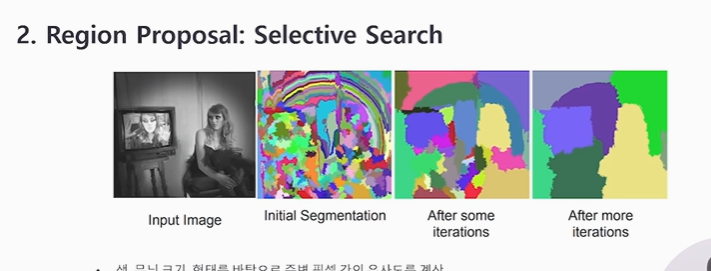 2. Region Proposal: Selective Search
Input Image
Initial Segmentation
After some
iterations
After more
iterations
색, 무늬 크기, 형태를 바탕으로 주변 픽셀 간의 유사도를 계산